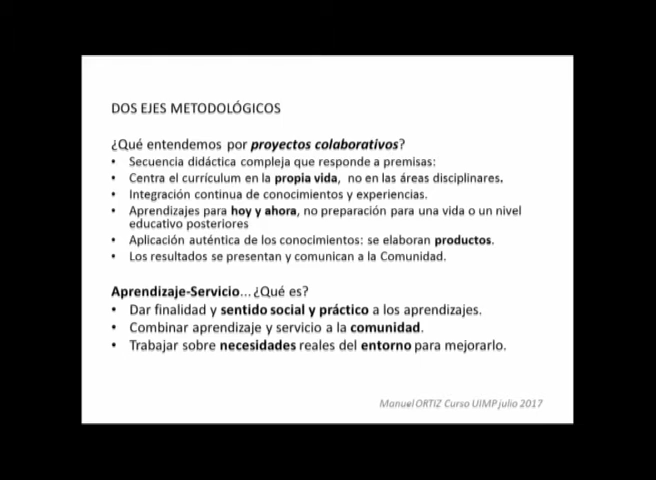 DOS EJES METODOLÓGICOS
¿Qué entendemos por proyectos colaborativos?
• Secuencia didáctica compleja que responde a premisas:
• Centra el currículum en la propia vida, no en las áreas disciplinares.
• Integración continua de conocimientos y experiencias.
• Aprendizajes para hoy y ahora, no preparación para una vida o un nivel
educativo posteriores
• Aplicación auténtica de los conocimientos: se elaboran productos.
• Los resultados se presentan y comunican a la Comunidad.
Aprendizaje-Servicio... ¿Qué es?
• Dar finalidad y sentido social y práctico a los aprendizajes.
• Combinar aprendizaje y servicio a la comunidad.
• Trabajar sobre necesidades reales del entorno para mejorarlo.
Manuel ORTIZ Curso UIMP julio 2017